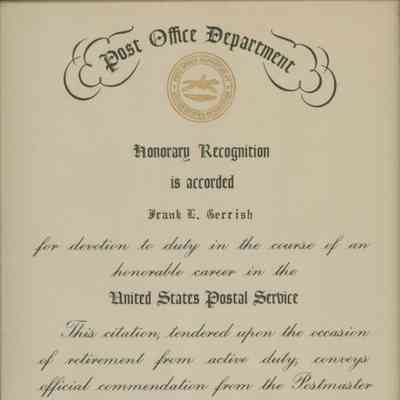 Post Office Department
Honorary Recognition
is accorded
Frank L. Gerrish
for devotion to duty in the course of an
honorable career in the
United States Postal Service
This citation, tendered upon the occasion
of retirement from active duty, conveys
official commendation from the Postmaster